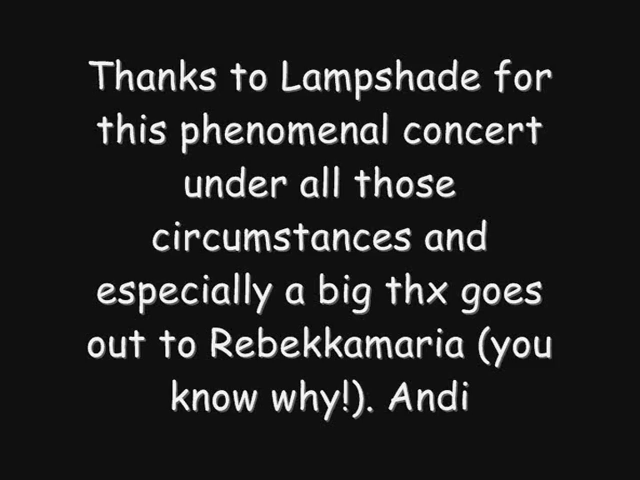 Thanks to Lampshade for
this phenomenal concert
under all those
circumstances and
especially a big thx goes
out to Rebekkamaria (you
know why!). Andi